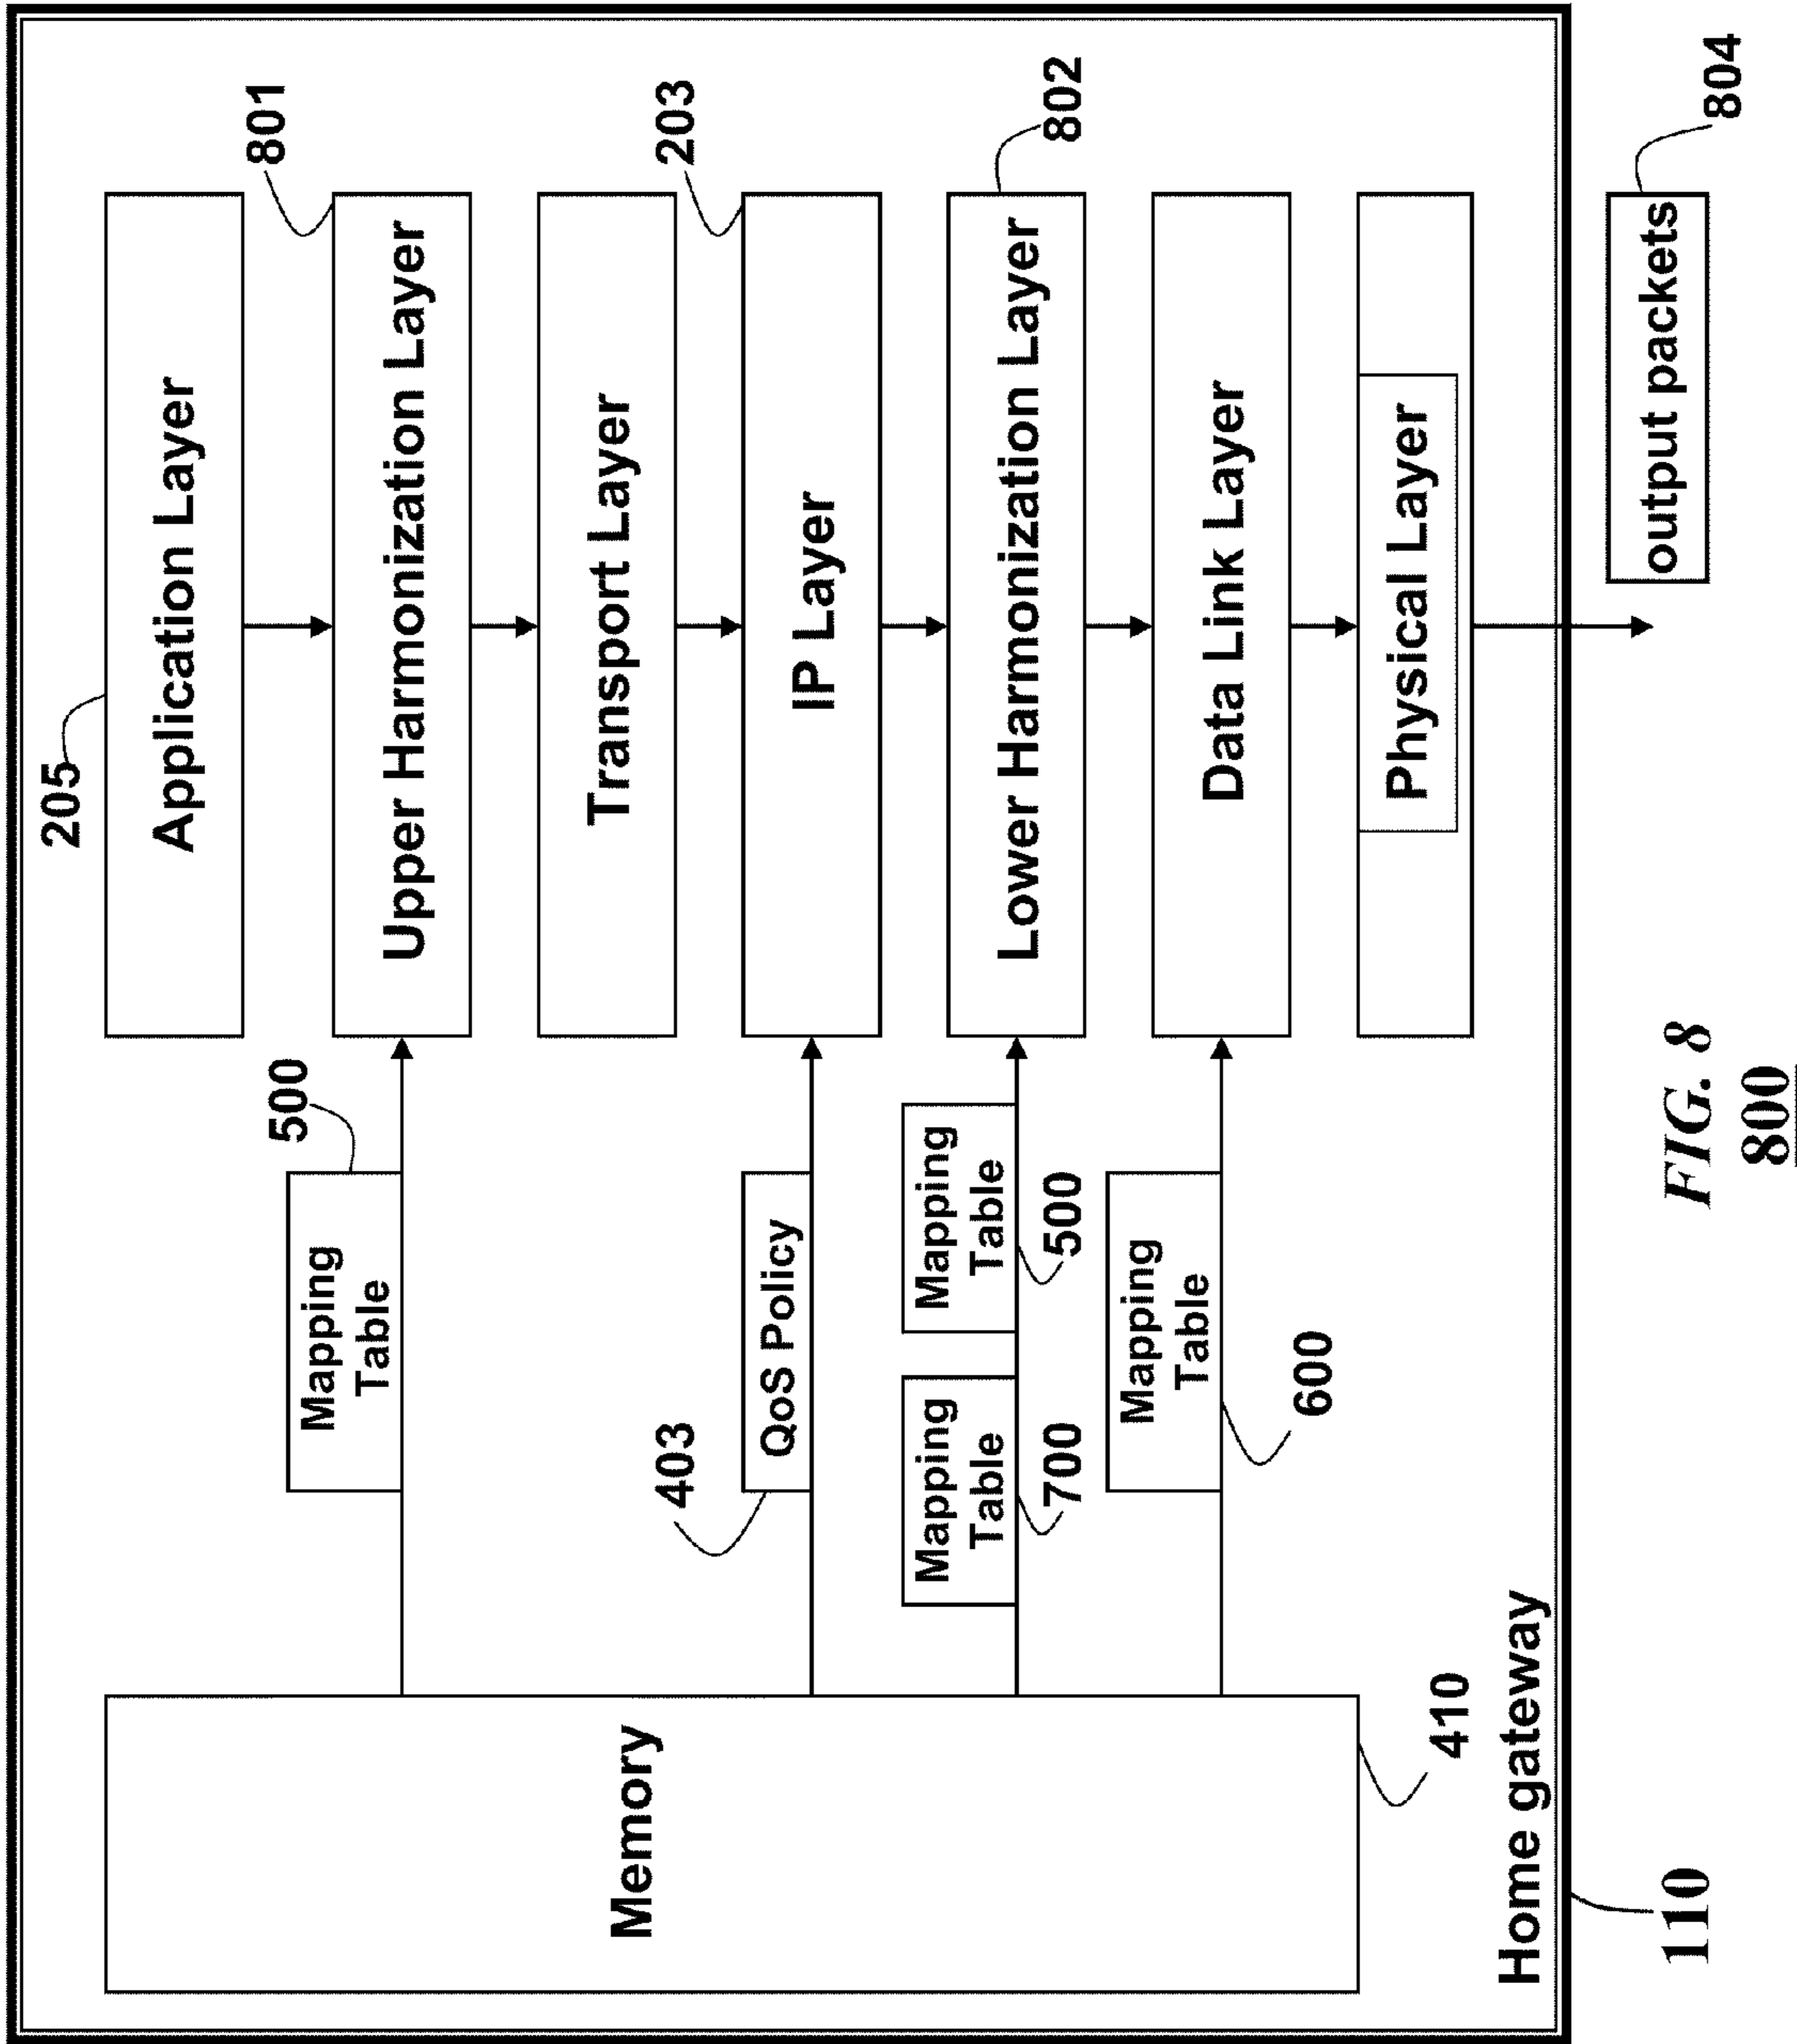 205
Application Layer
801
500
Mapping
Table
Upper Harmonization Layer
Transport Layer
203
403
QoS Policy
IP Layer
Memory
Mapping
Table
700
Mapping
Table
500
Lower Harmonization Layer
802
Mapping
Table
600
Data Link Layer
Physical Layer
410
Home gateway
110
output packets
804
FIG. 8
800